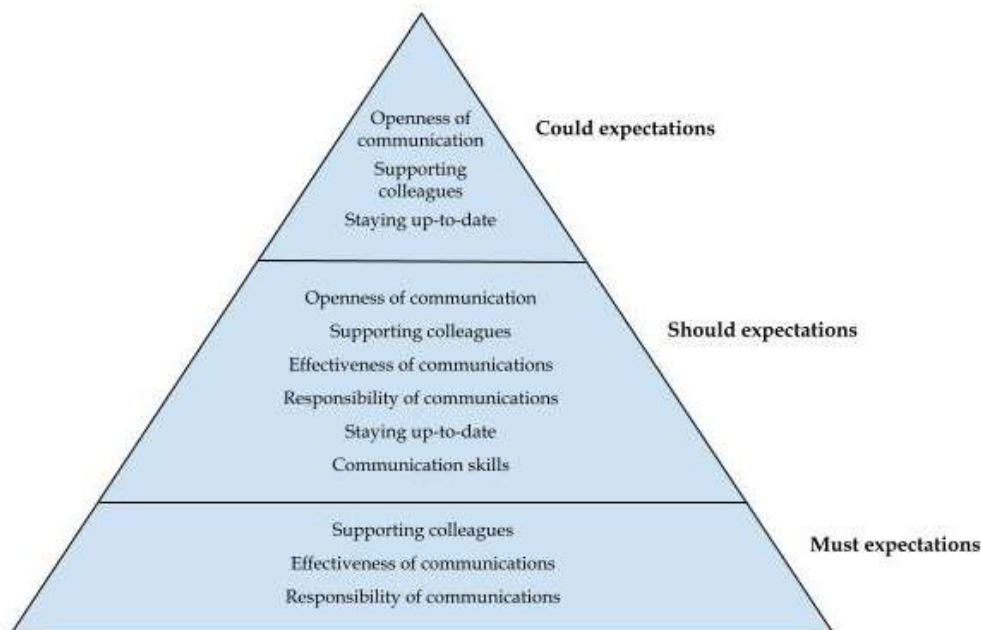 Openness of
communication
Could expectations
Supporting
colleagues
Staying up-to-date
Openness of communication
Supporting colleagues
Should expectations
Effectiveness of communications
Responsibility of communications
Staying up-to-date
Communication skills
Supporting colleagues
Must expectations
Effectiveness of communications
Responsibility of communications